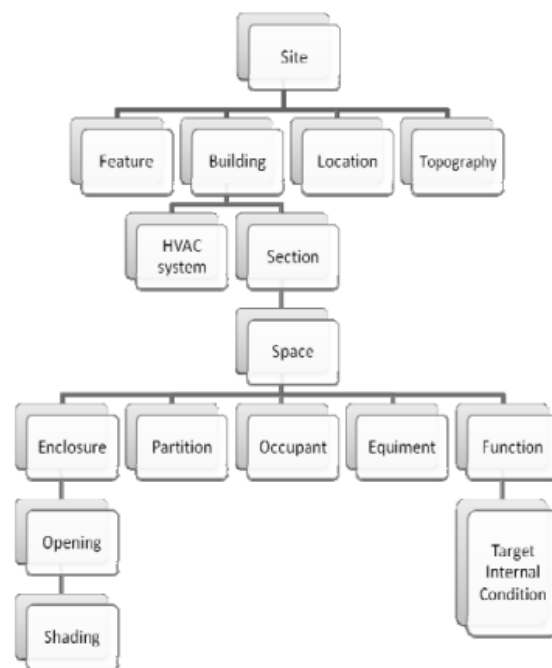 Site
Feature
Building
Location
Topography
HVAC
system
Section
Space
Enclosure
Partition
Occupant
Equiment
Function
Opening
Target
Internal
Condition
Shading